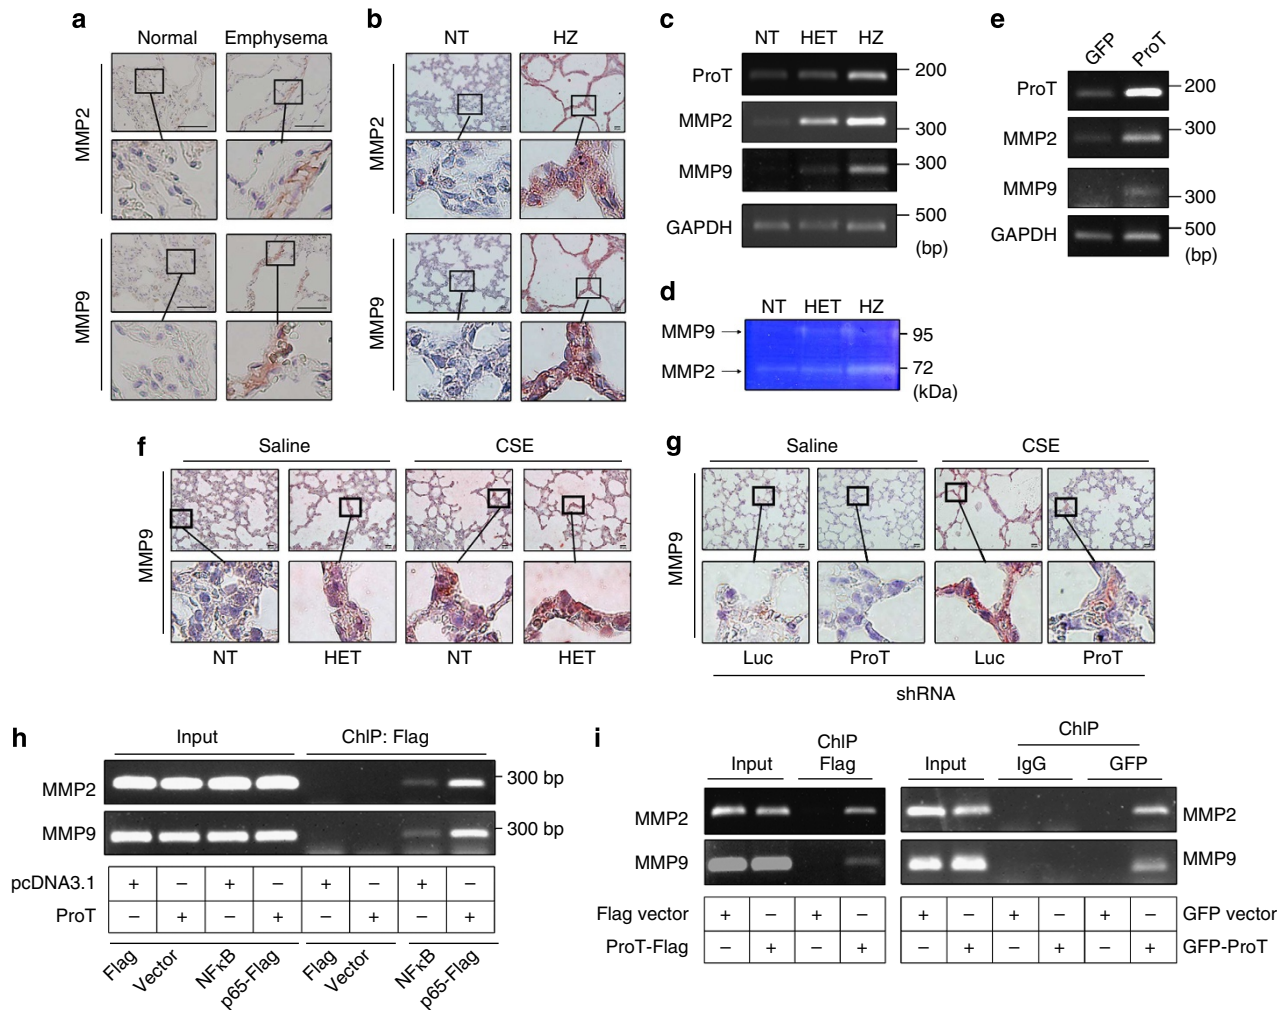 a
Normal Emphysema
MMP2
MMP9
b
NT HZ
MMP2
MMP9
c
NT HET HZ
ProT 200
MMP2 300
MMP9 300
GAPDH 500
(bp)
d
NT HET HZ
MMP9 95
MMP2 72
(kDa)
e
GFP ProT
ProT 200
MMP2 300
MMP9 300
GAPDH 500
(bp)
f
Saline CSE
MMP9
NT HET NT HET
g
Saline CSE
MMP9
Luc ProT Luc ProT
shRNA
h
Input ChIP: Flag
MMP2 300 bp
MMP9 300 bp
pcDNA3.1 + – + – + – + –
ProT – + – + – + – +
Flag Vector NFκB p65-Flag Flag Vector NFκB p65-Flag
i
Input ChIP Flag
MMP2
MMP9
Flag vector + – + –
ProT-Flag – + – +
ChIP
Input IgG GFP
MMP2
MMP9
+ – + – + – GFP vector
– + – + – + GFP-ProT